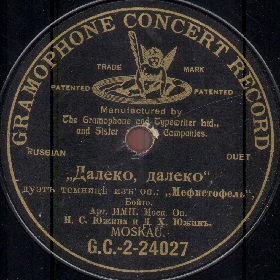 GRAMOPHONE CONCERT RECORD
TRADE MARK
PATENTED PATENTED
Manufactured by
The Gramophone and Typewriter Ltd.,
and Sister Companies.
RUSSIAN DUET
„Далеко, далеко“,
дуэтъ темницѣ изъ оп.: „Мефистофель“,
Бойто.
Арт. ИМП. Моск. Оп.
Н. С. Южина и Д. Х. Южинъ.
MOSKAU.
G.C.-2-24027